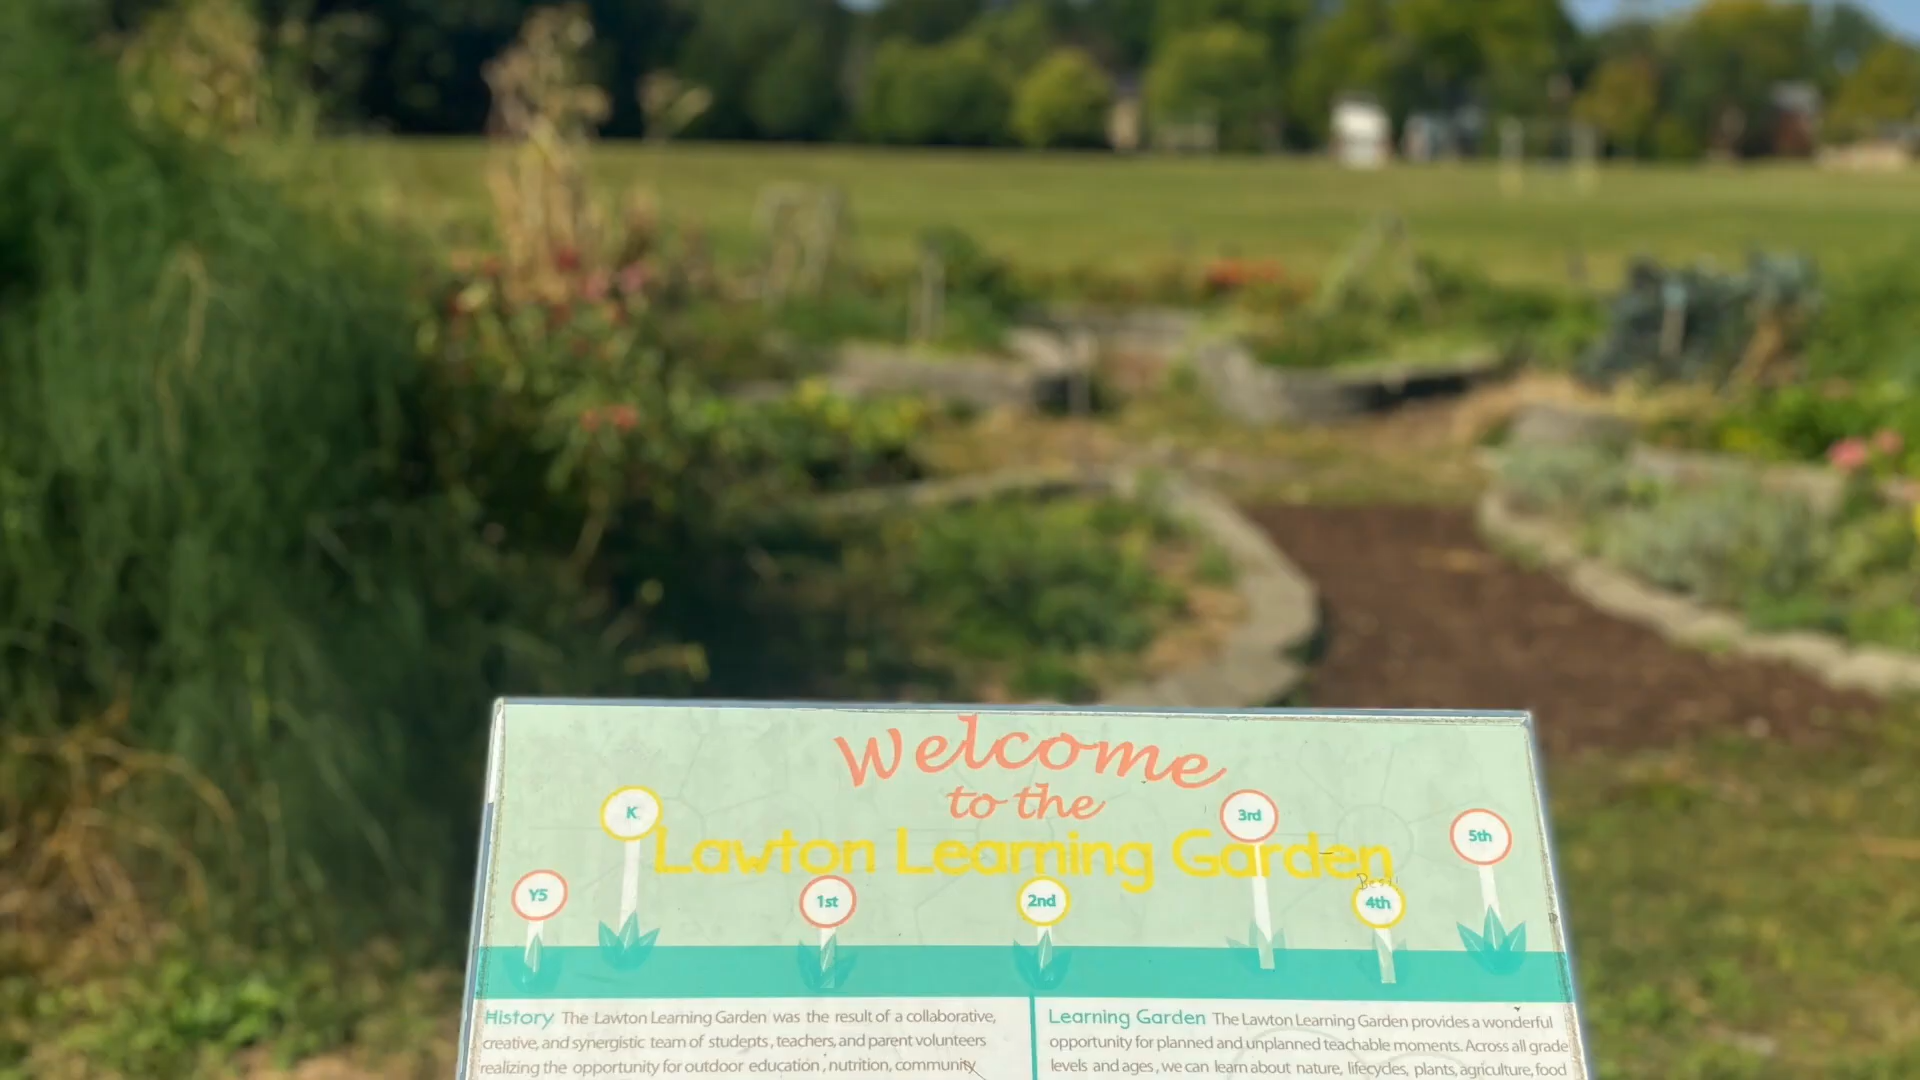 Welcome
to the
Lawton Learning Garden
K
3rd
5th
Y5
1st
2nd
Best!
4th
History The Lawton Learning Garden was the result of a collaborative,
creative, and synergistic team of students, teachers, and parent volunteers
realizing the opportunity for outdoor education, nutrition, community
Learning Garden The Lawton Learning Garden provides a wonderful
opportunity for planned and unplanned teachable moments. Across all grade
levels and ages, we can learn about nature, lifecycles, plants, agriculture, food